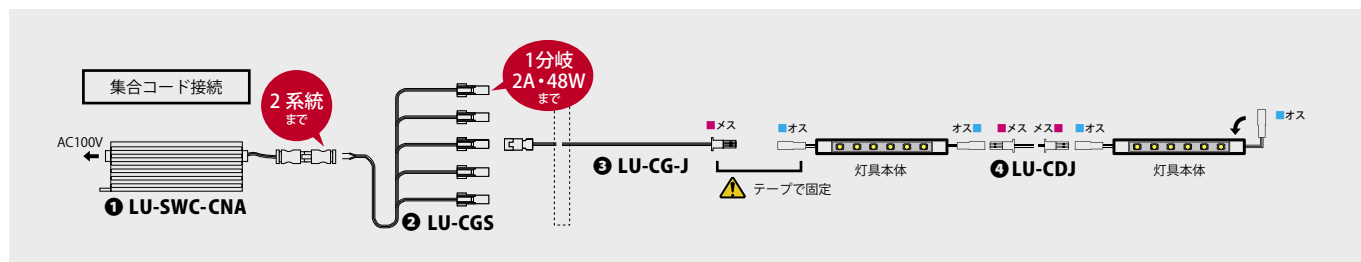 集合コード接続
AC100V
❶ LU-SWC-CNA
2 系統
まで
❷ LU-CGS
1分岐
2A・48W
まで
❸ LU-CG-J
■メス
■オス
テープで固定
灯具本体
オス■
■メス
メス■
❹LU-CDJ
■オス
灯具本体
■オス